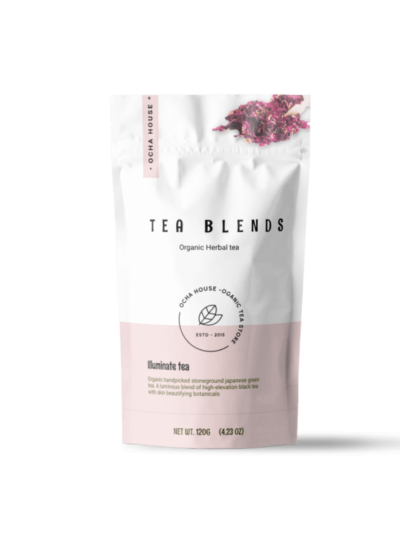 • OCHA HOUSE •
TEA BLENDS
Organic Herbal tea
OCHA HOUSE -OGANIC TEA STORE
ESTD - 2015
Illuminate tea
Organic handpicked stoneground japanese green
tea. A luminous blend of high-elevation black tea
with skin beautifying botanicals
NET WT. 120G (4,23 OZ)